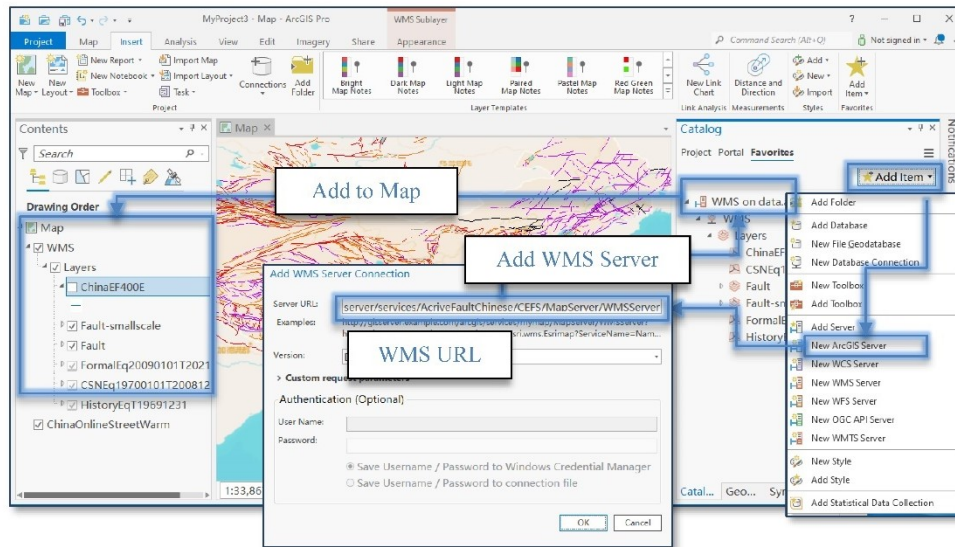 MyProject3 - Map - ArcGIS Pro
WMS Sublayer
?
Project Map Insert Analysis View Edit Imagery Share Appearance
Command Search (Alt+Q)
Not signed in
New Map
New Layout
New Report
New Notebook
Toolbox
Import Map
Import Layout
Task
Connections
Add Folder
Bright Map Notes
Dark Map Notes
Light Map Notes
Paired Map Notes
Pastel Map Notes
Map Green Map Notes
New Link Chart
Distance and Direction
Add
New
Import
Add Item
Project
Layer Templates
Link Analysis
Measurements
Styles
Favorites
Contents
Search
Drawing Order
Map
WMS
Layers
ChinaEF400E
Fault-smallscale
Fault
FormalEq20090101T2021
CSNEq19700101T200812
HistoryEqT19691231
ChinaOnlineStreetWarm
Map
Add to Map
Add WMS Server
WMS URL
1:33,86
Add WMS Server Connection
Server URL: server/services/AcriveFaultChinese/CEFS/MapServer/WMSServer
Examples:
Version:
Custom request parameters
Authentication (Optional)
User Name:
Password:
Save Username / Password to Windows Credential Manager
Save Username / Password to connection file
OK Cancel
Catalog
Project Portal Favorites
Add Item
WMS on data.
WMS
Layers
ChinaEF
CSNEq
Fault
Fault-sm
FormalE
History
Catal... Geo... Syn
Notifications
Add Folder
Add Database
New File Geodatabase
New Database Connection
New Toolbox
Add Toolbox
Add Server
New ArcGIS Server
New WCS Server
New WMS Server
New WFS Server
New OGC API Server
New WMTS Server
New Style
Add Style
Add Statistical Data Collection